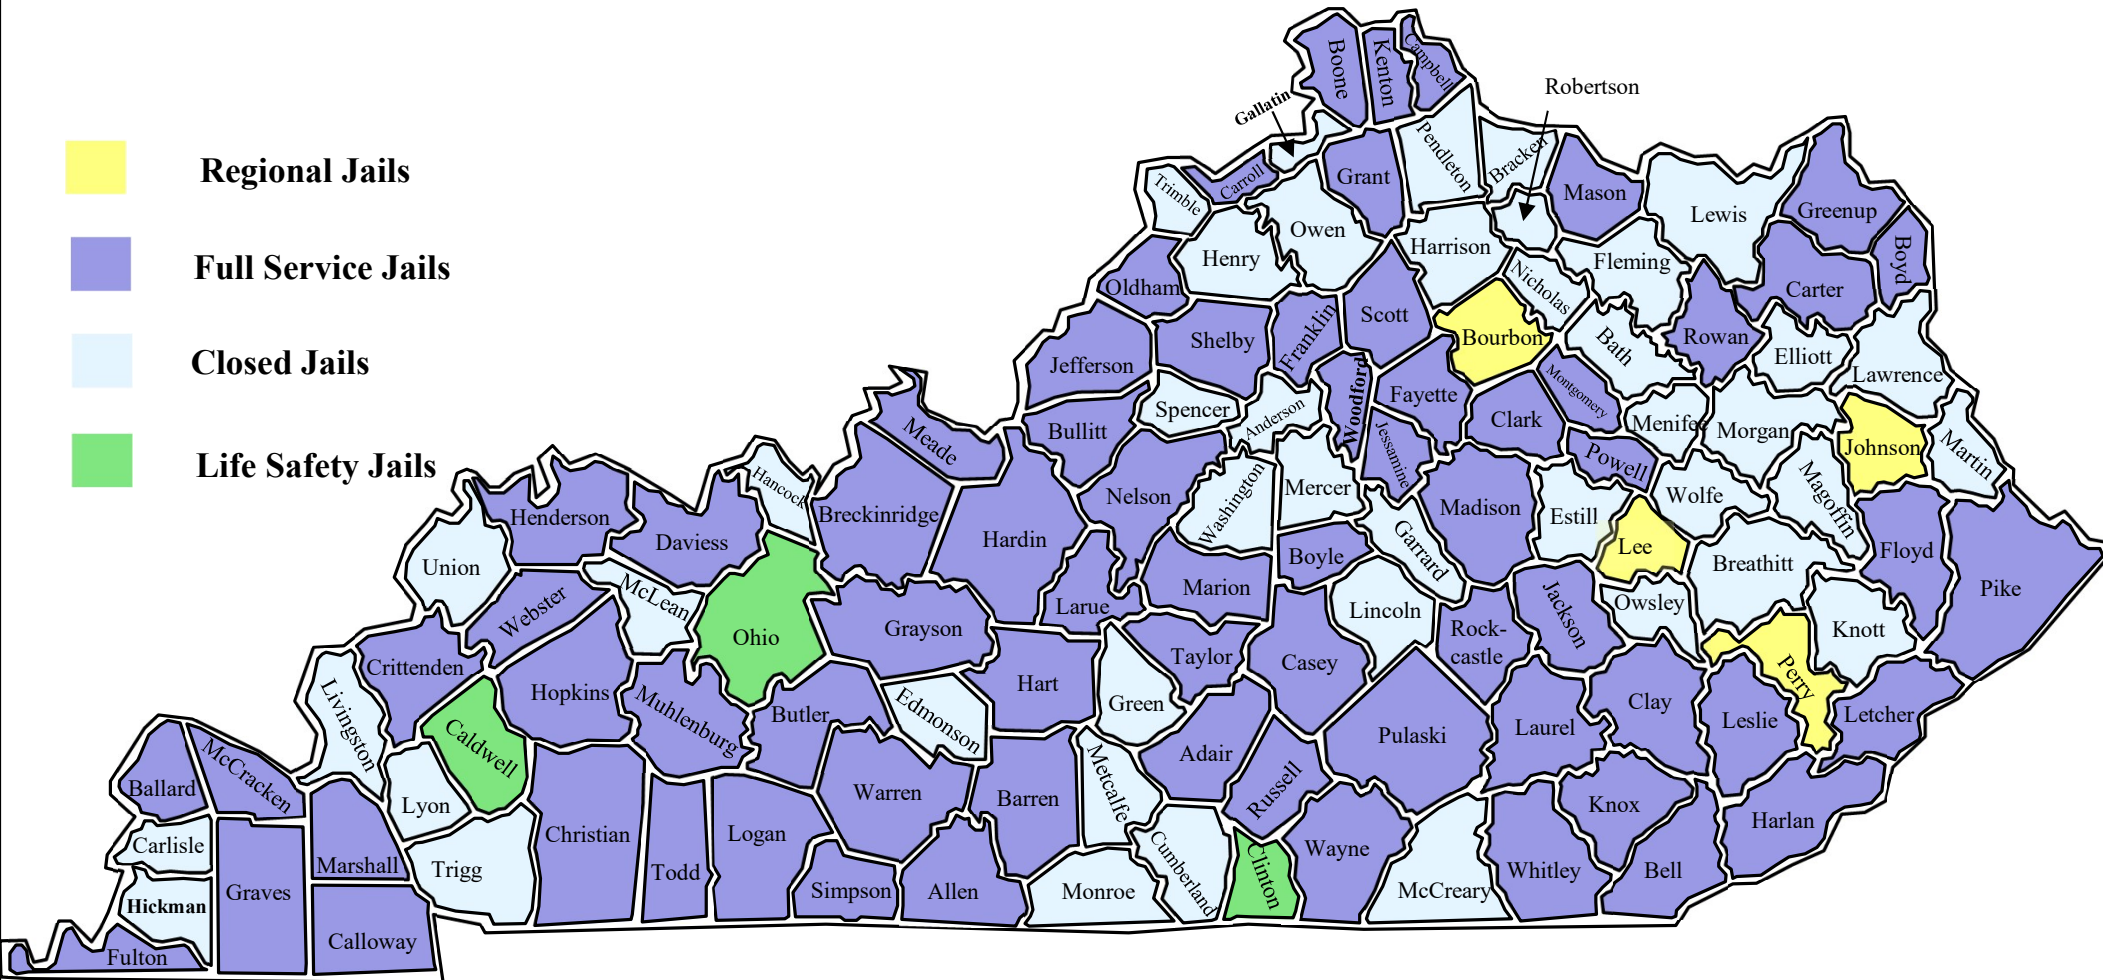 Regional Jails
Full Service Jails
Closed Jails
Life Safety Jails
Boone
Kenton
Campbell
Robertson
Gallatin
Pendleton
Bracken
Trimble
Carroll
Grant
Mason
Lewis
Greenup
Boyd
Owen
Henry
Harrison
Fleming
Nicholas
Carter
Oldham
Shelby
Franklin
Scott
Bourbon
Bath
Rowan
Elliott
Lawrence
Jefferson
Spencer
Anderson
Woodford
Fayette
Clark
Montgomery
Menifee
Morgan
Johnson
Martin
Meade
Bullitt
Jessamine
Powell
Wolfe
Magoffin
Hancock
Breckinridge
Nelson
Washington
Mercer
Madison
Estill
Henderson
Daviess
Hardin
Garrard
Lee
Floyd
Union
Boyle
Breathitt
Pike
Webster
McLean
Larue
Marion
Lincoln
Jackson
Owsley
Ohio
Grayson
Rock-
castle
Knott
Crittenden
Taylor
Casey
Perry
Livingston
Hopkins
Muhlenburg
Butler
Edmonson
Hart
Green
Clay
Caldwell
Adair
Pulaski
Laurel
Leslie
Letcher
Ballard
McCracken
Lyon
Warren
Barren
Metcalfe
Russell
Knox
Harlan
Carlisle
Marshall
Trigg
Christian
Todd
Logan
Simpson
Allen
Monroe
Cumberland
Clinton
Wayne
McCreary
Whitley
Bell
Hickman
Graves
Calloway
Fulton